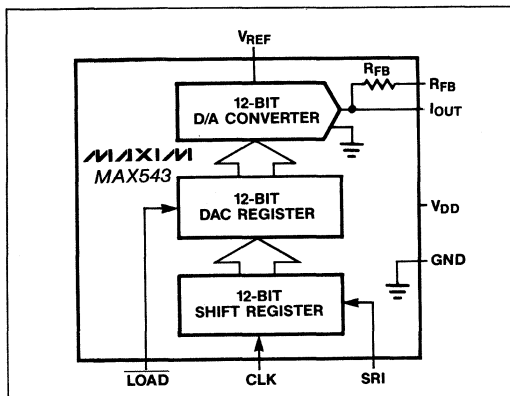 VREF
RFB
RFB
12-BIT
D/A CONVERTER
IOUT
MAXIM
MAX543
12-BIT
DAC REGISTER
VDD
GND
12-BIT
SHIFT REGISTER
LOAD
CLK
SRI